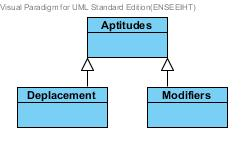 Visual Paradigm for UML Standard Edition(ENSEEIHT)
Aptitudes
Deplacement
Modifiers